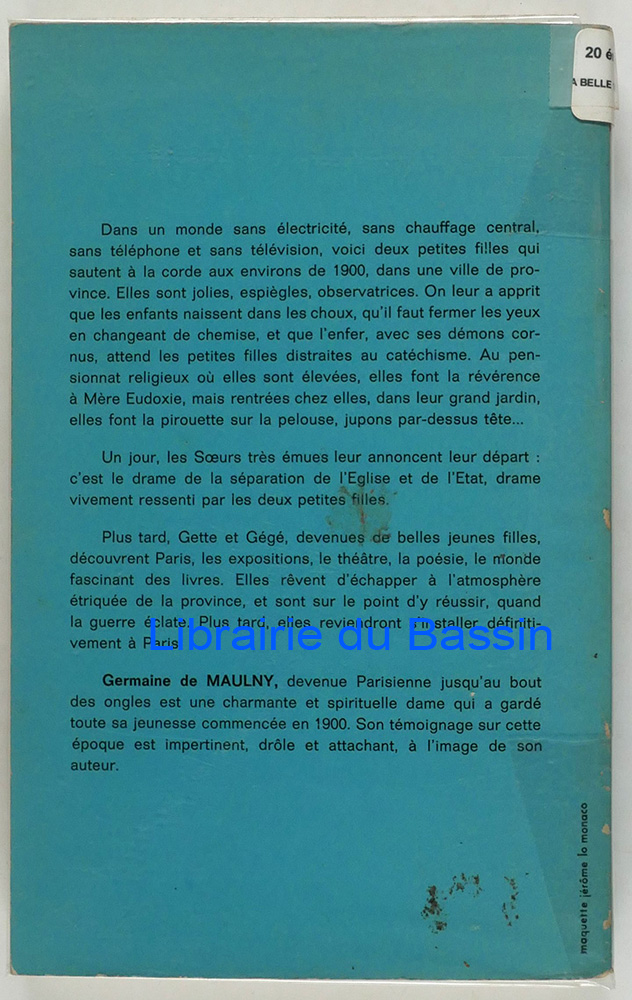 20 é
A BELLE
Dans un monde sans électricité, sans chauffage central,
sans téléphone et sans télévision, voici deux petites filles qui
sautent à la corde aux environs de 1900, dans une ville de pro-
vince. Elles sont jolies, espiègles, observatrices. On leur a apprit
que les enfants naissent dans les choux, qu'il faut fermer les yeux
en changeant de chemise, et que l'enfer, avec ses démons cor-
nus, attend les petites filles distraites au catéchisme. Au pen-
sionnat religieux où elles sont élevées, elles font la révérence
à Mère Eudoxie, mais rentrées chez elles, dans leur grand jardin,
elles font la pirouette sur la pelouse, jupons par-dessus tête...
Un jour, les Sœurs très émues leur annoncent leur départ :
c'est le drame de la séparation de l'Eglise et de l'Etat, drame
vivement ressenti par les deux petites filles.
Plus tard, Gette et Gégé, devenues de belles jeunes filles,
découvrent Paris, les expositions, le théâtre, la poésie, le monde
fascinant des livres. Elles rêvent d'échapper à l'atmosphère
étriquée de la province, et sont sur le point d'y réussir, quand
la guerre éclate. Plus tard, elles reviendront s'installer définiti-
vement à Paris.
Librairie du Bassin
Germaine de MAULNY, devenue Parisienne jusqu'au bout
des ongles est une charmante et spirituelle dame qui a gardé
toute sa jeunesse commencée en 1900. Son témoignage sur cette
époque est impertinent, drôle et attachant, à l'image de son
auteur.
maquette jérôme lo monaco